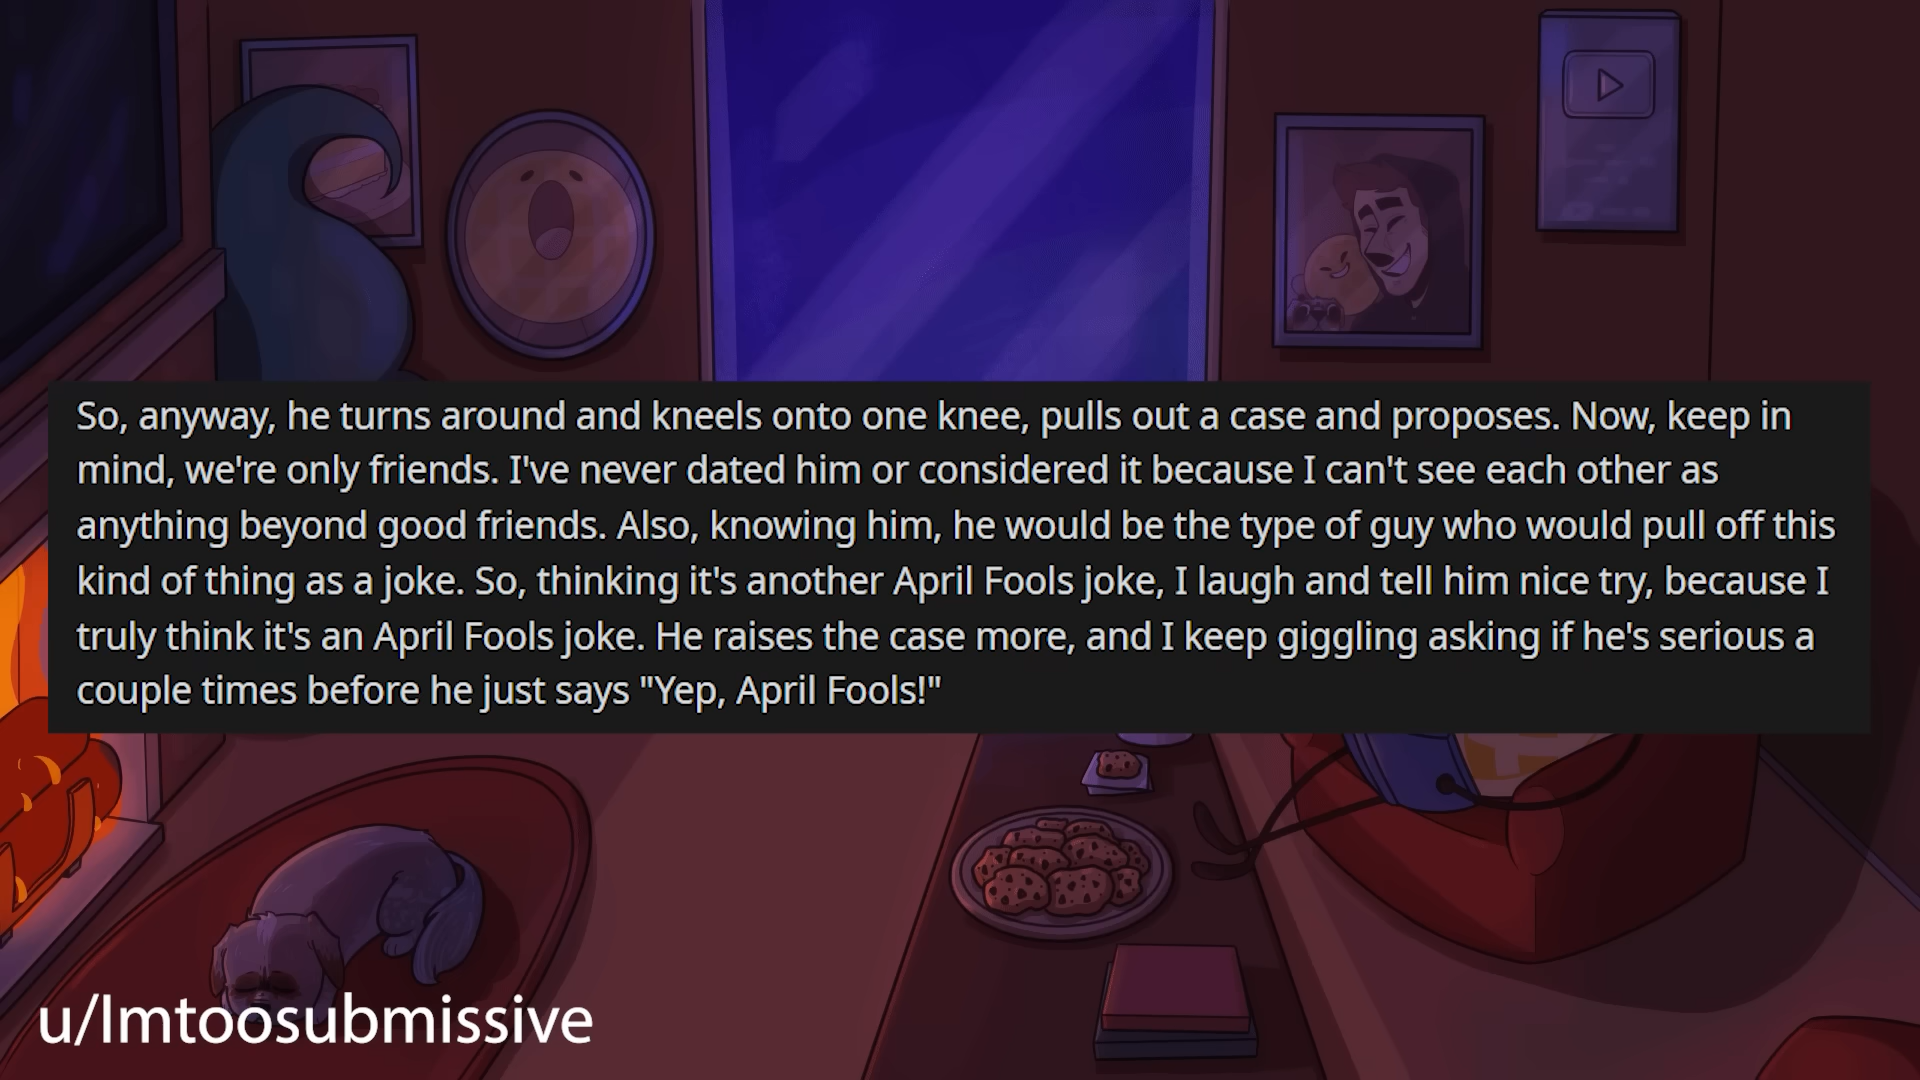 So, anyway, he turns around and kneels onto one knee, pulls out a case and proposes. Now, keep in
mind, we're only friends. I've never dated him or considered it because I can't see each other as
anything beyond good friends. Also, knowing him, he would be the type of guy who would pull off this
kind of thing as a joke. So, thinking it's another April Fools joke, I laugh and tell him nice try, because I
truly think it's an April Fools joke. He raises the case more, and I keep giggling asking if he's serious a
couple times before he just says "Yep, April Fools!"
u/Imtoosubmissive